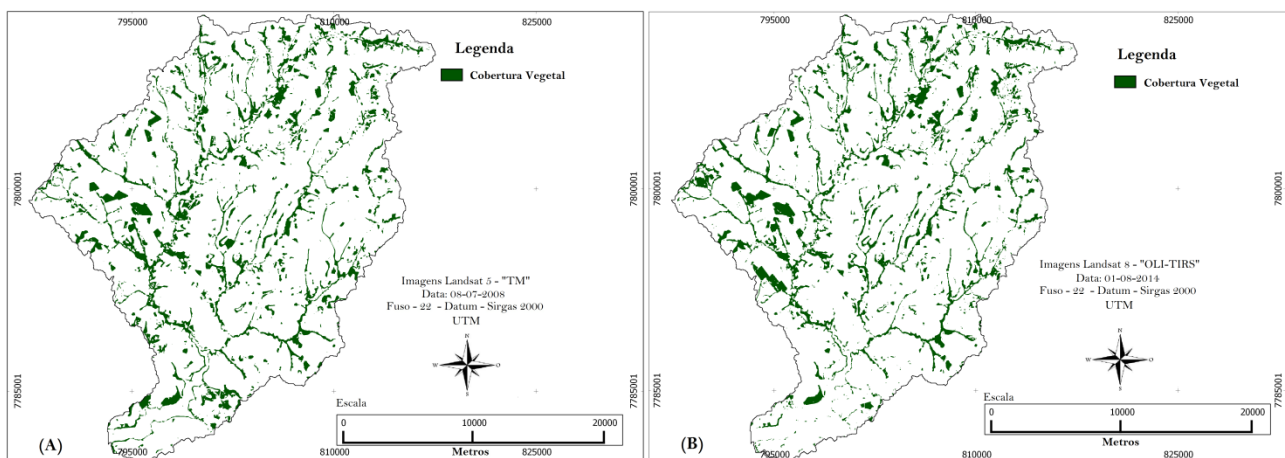 795000 810000 825000
Legenda
Cobertura Vegetal
7800001
Imagens Landsat 5 - "TM"
Data: 08-07-2008
Fuso - 22 - Datum - Sirgas 2000
UTM
N
W O
S
7785001
Escala
0 10000 20000
Metros
(A)
795000 810000 825000
795000 810000 825000
Legenda
Cobertura Vegetal
7800001 7800001
Imagens Landsat 8 - "OLI-TIRS"
Data: 01-08-2014
Fuso - 22 - Datum - Sirgas 2000
UTM
N
W O
S
7785001 7785001
Escala
0 10000 20000
Metros
(B)
795000 810000 825000